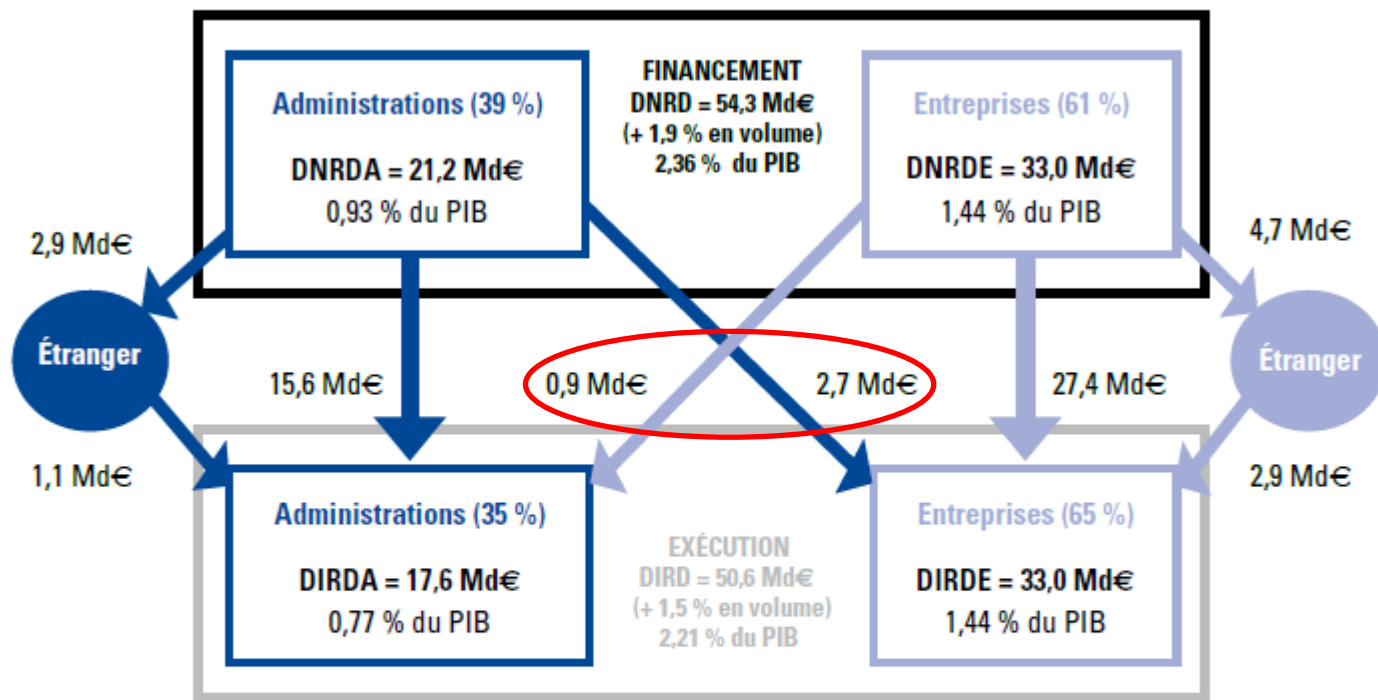 FINANCEMENT
DNRD = 54,3 Md€
(+ 1,9 % en volume)
2,36 % du PIB
Administrations (39 %)
DNRDA = 21,2 Md€
0,93 % du PIB
Entreprises (61 %)
DNRDE = 33,0 Md€
1,44 % du PIB
2,9 Md€
4,7 Md€
Étranger
Étranger
15,6 Md€
0,9 Md€
2,7 Md€
27,4 Md€
1,1 Md€
2,9 Md€
Administrations (35 %)
DIRDA = 17,6 Md€
0,77 % du PIB
EXÉCUTION
DIRD = 50,6 Md€
(+ 1,5 % en volume)
2,21 % du PIB
Entreprises (65 %)
DIRDE = 33,0 Md€
1,44 % du PIB